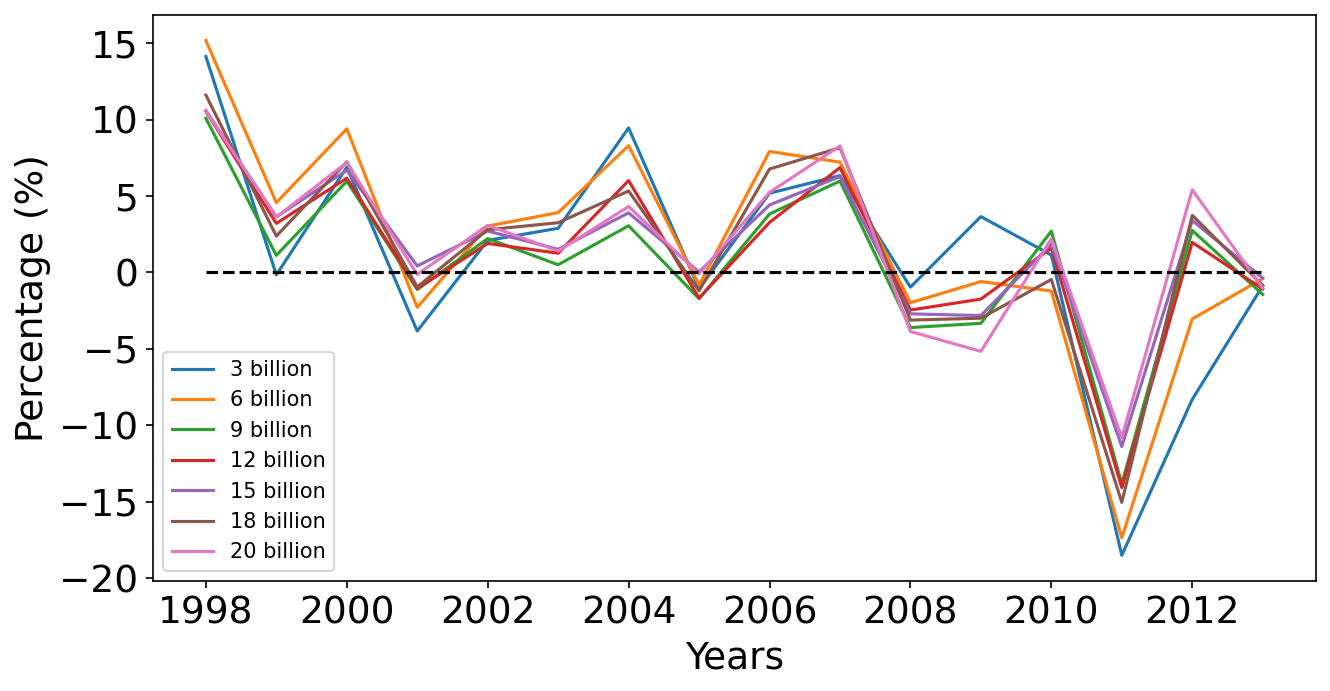 Percentage (%)
15
10
5
0
−5
−10
−15
−20
3 billion
6 billion
9 billion
12 billion
15 billion
18 billion
20 billion
1998 2000 2002 2004 2006 2008 2010 2012
Years